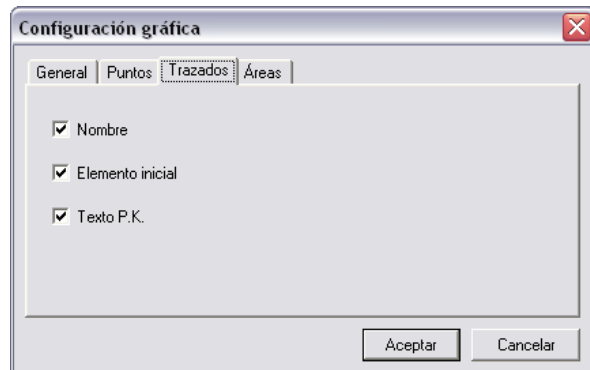 Configuración gráfica
General Puntos Trazados Áreas
Nombre
Elemento inicial
Texto P.K.
Aceptar Cancelar